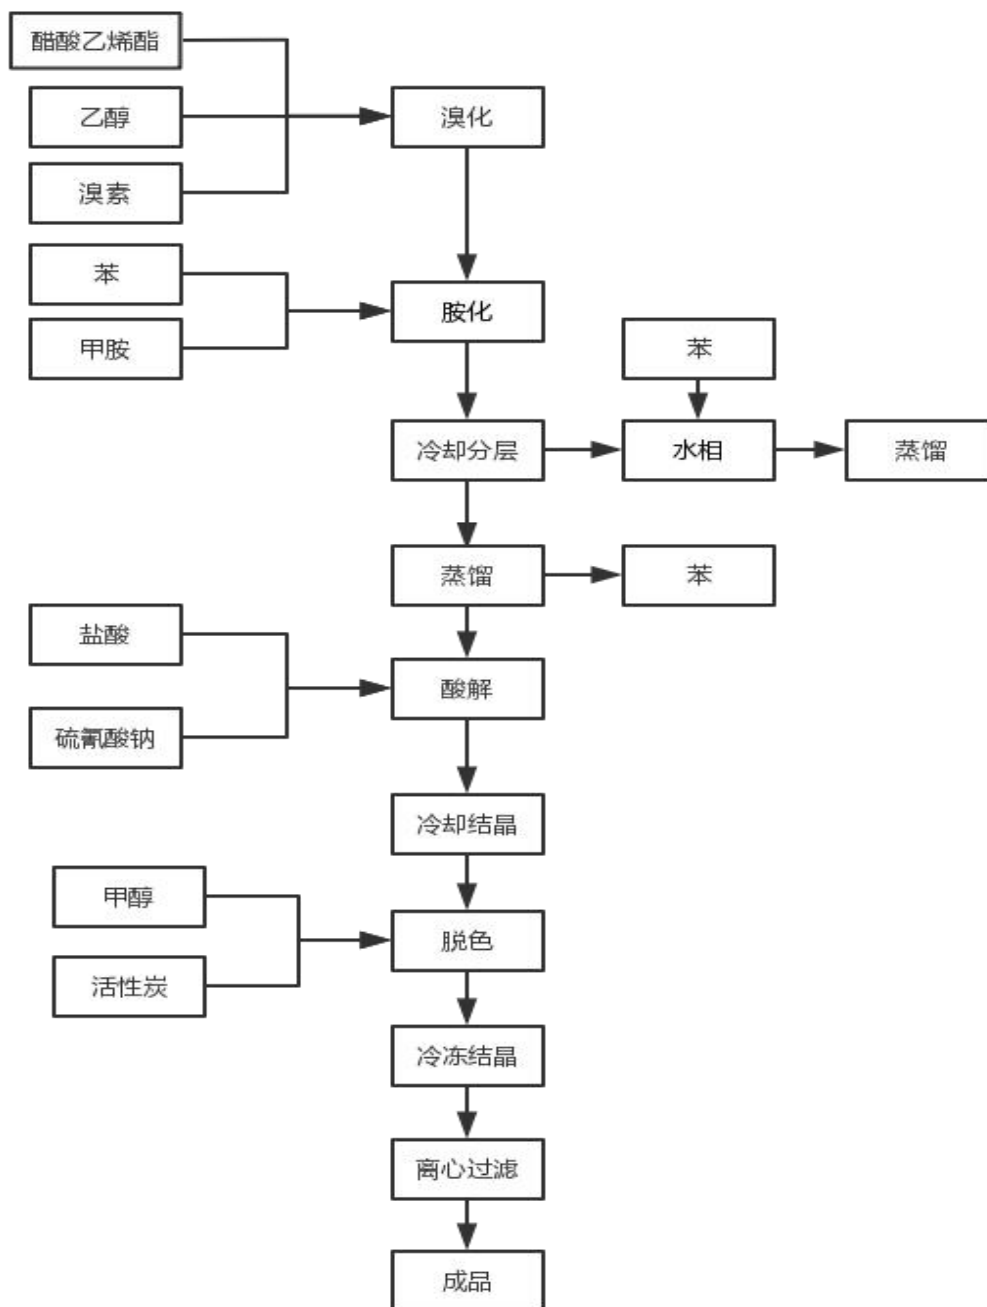 醋酸乙烯酯
乙醇
溴化
溴素
苯
胺化
甲胺
苯
冷却分层
水相
蒸馏
蒸馏
苯
盐酸
酸解
硫氰酸钠
冷却结晶
甲醇
脱色
活性炭
冷冻结晶
离心过滤
成品